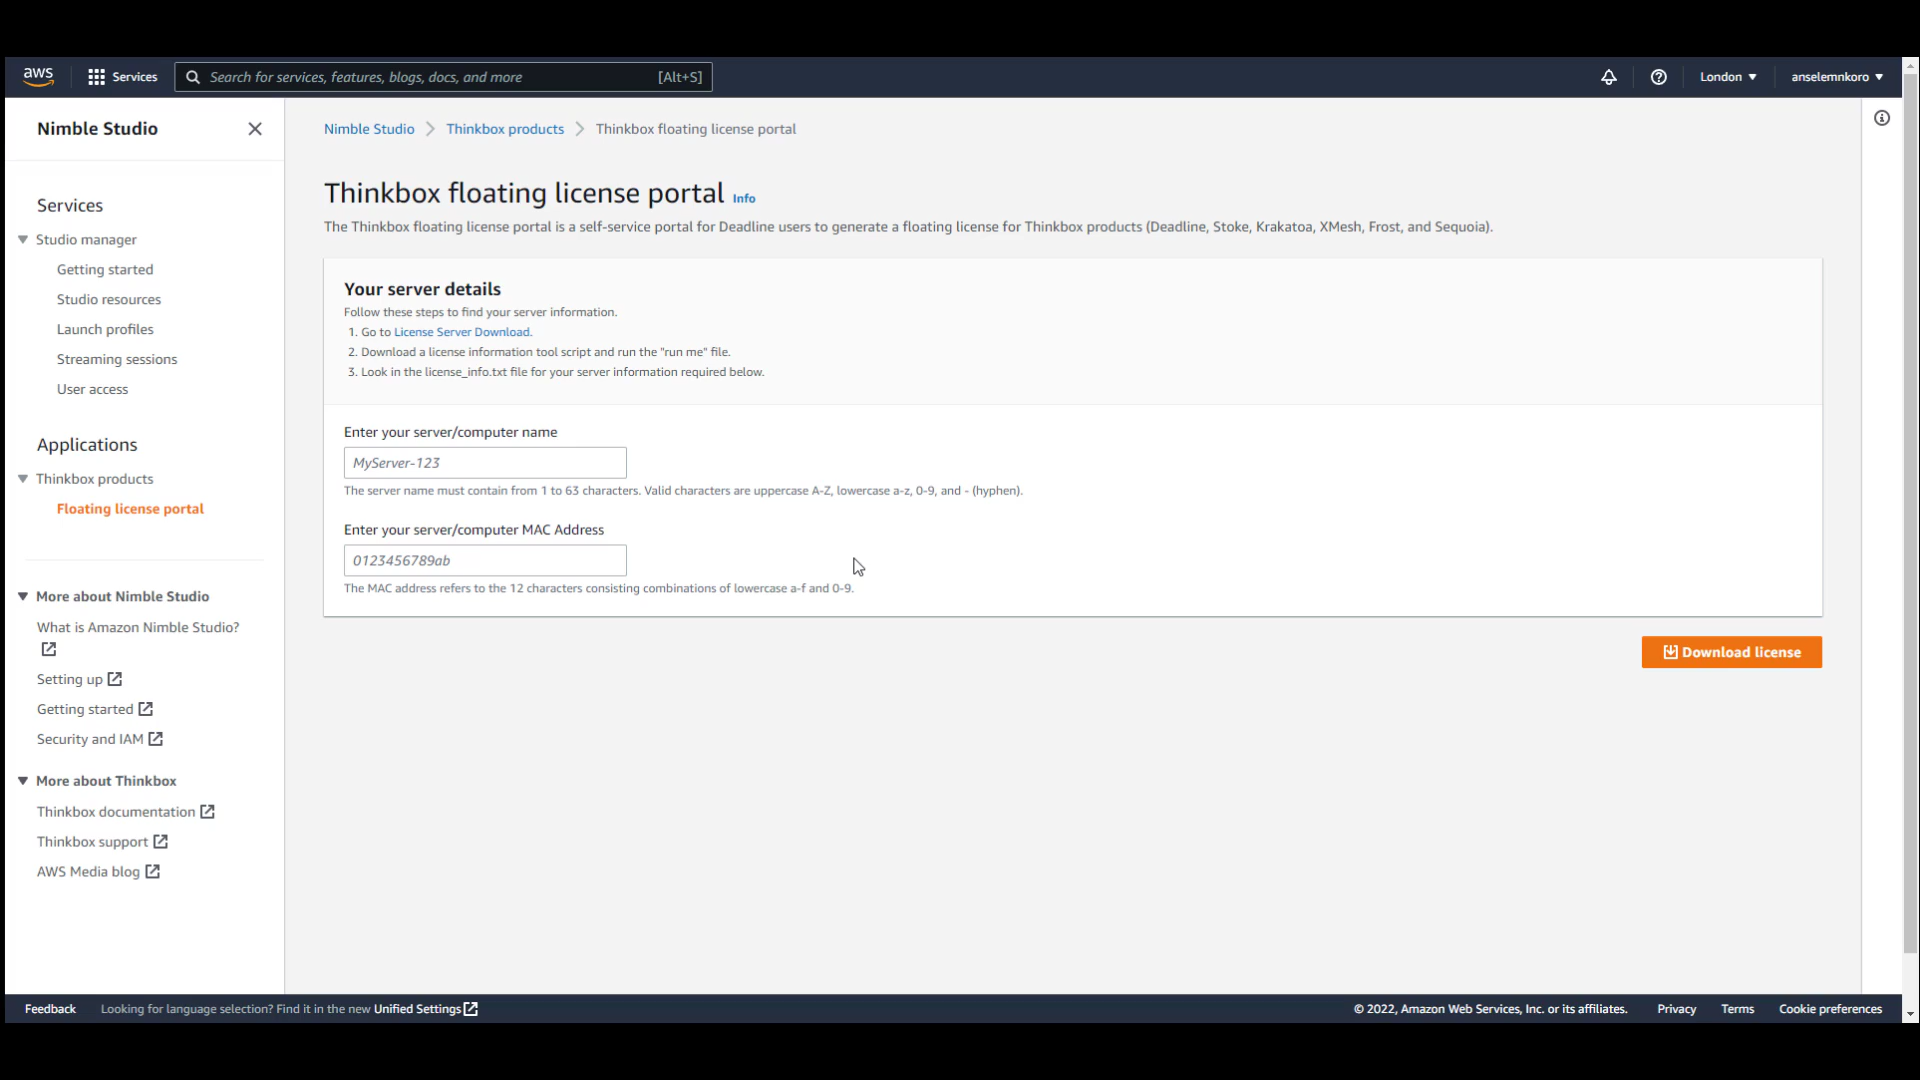 aws
Services
Search for services, features, blogs, docs, and more [Alt+S]
London
anselemnkoro
Nimble Studio
Services
Studio manager
Getting started
Studio resources
Launch profiles
Streaming sessions
User access
Applications
Thinkbox products
Floating license portal
More about Nimble Studio
What is Amazon Nimble Studio?
Setting up
Getting started
Security and IAM
More about Thinkbox
Thinkbox documentation
Thinkbox support
AWS Media blog
Nimble Studio > Thinkbox products > Thinkbox floating license portal
Thinkbox floating license portal Info
The Thinkbox floating license portal is a self-service portal for Deadline users to generate a floating license for Thinkbox products (Deadline, Stoke, Krakatoa, XMesh, Frost, and Sequoia).
Your server details
Follow these steps to find your server information.
1. Go to License Server Download.
2. Download a license information tool script and run the "run me" file.
3. Look in the license_info.txt file for your server information required below.
Enter your server/computer name
MyServer-123
The server name must contain from 1 to 63 characters. Valid characters are uppercase A-Z, lowercase a-z, 0-9, and - (hyphen).
Enter your server/computer MAC Address
0123456789ab
The MAC address refers to the 12 characters consisting combinations of lowercase a-f and 0-9.
Download license
Feedback
Looking for language selection? Find it in the new Unified Settings
© 2022, Amazon Web Services, Inc. or its affiliates.
Privacy
Terms
Cookie preferences